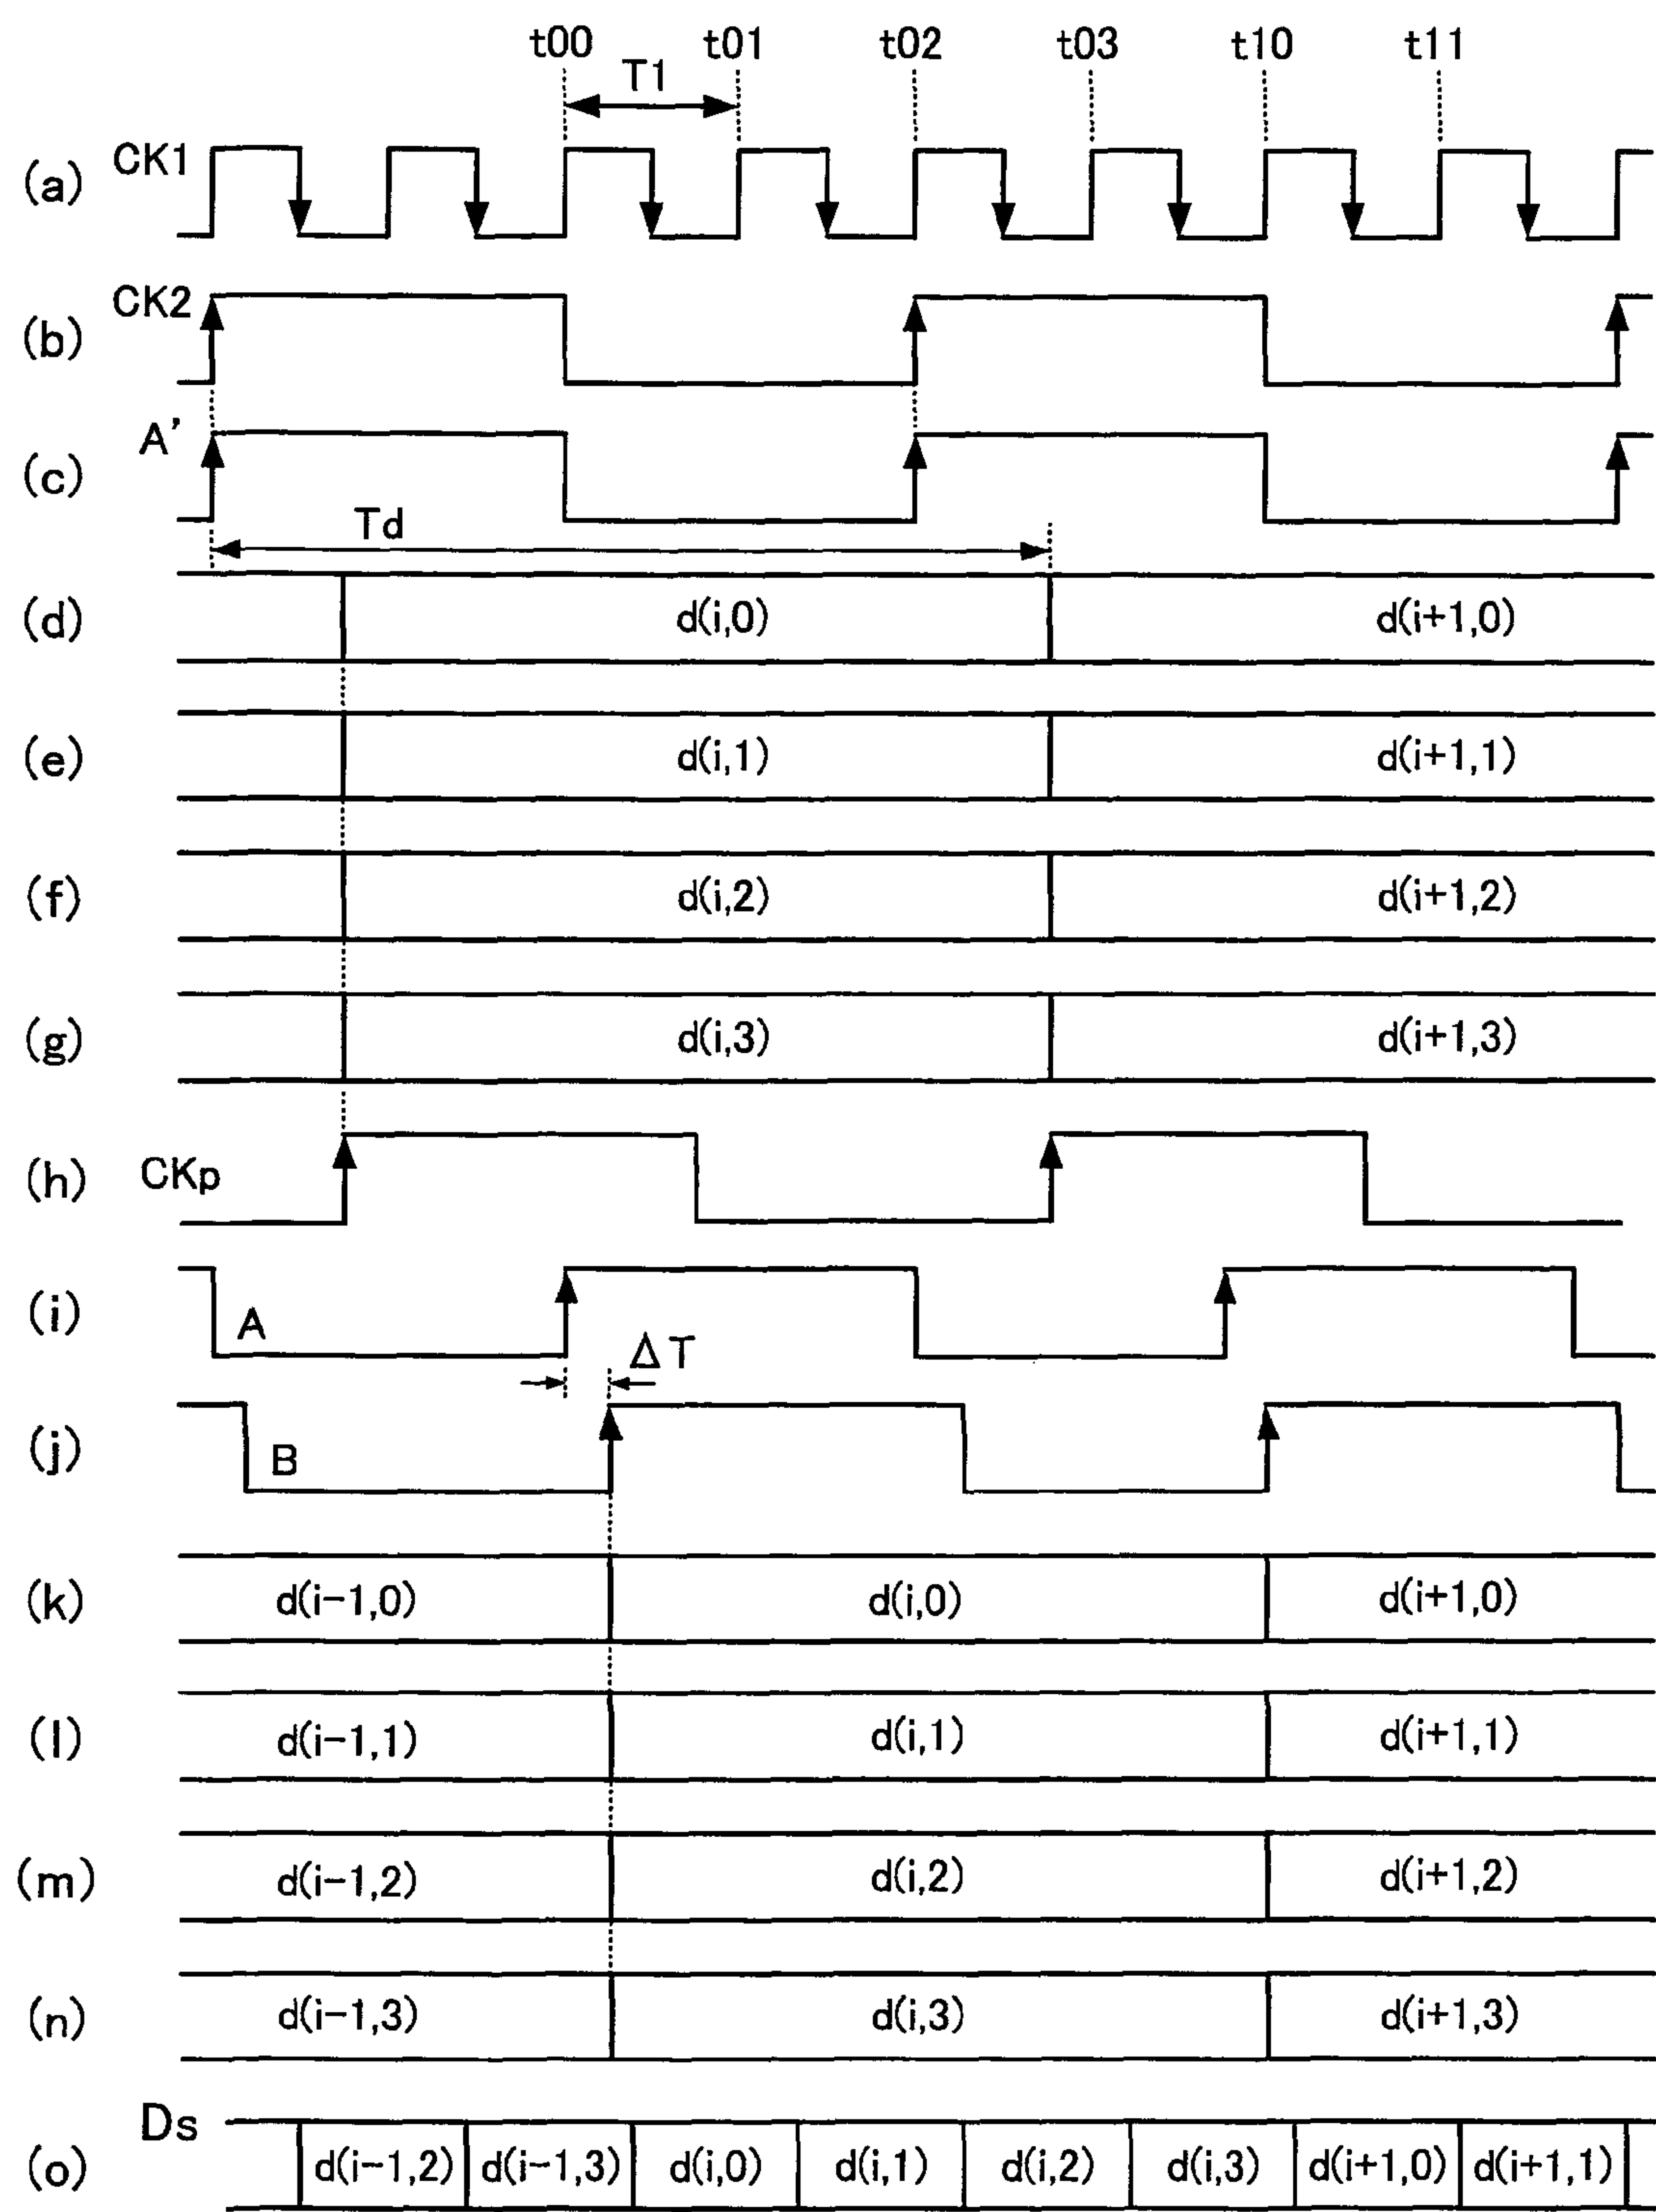 t00 t01 t02 t03 t10 t11
T1
(a) CK1
(b) CK2
(c) A'
Td
(d) d(i,0) d(i+1,0)
(e) d(i,1) d(i+1,1)
(f) d(i,2) d(i+1,2)
(g) d(i,3) d(i+1,3)
(h) CKp
(i) A
ΔT
(j) B
(k) d(i-1,0) d(i,0) d(i+1,0)
(l) d(i-1,1) d(i,1) d(i+1,1)
(m) d(i-1,2) d(i,2) d(i+1,2)
(n) d(i-1,3) d(i,3) d(i+1,3)
Ds
(o) d(i-1,2) d(i-1,3) d(i,0) d(i,1) d(i,2) d(i,3) d(i+1,0) d(i+1,1)